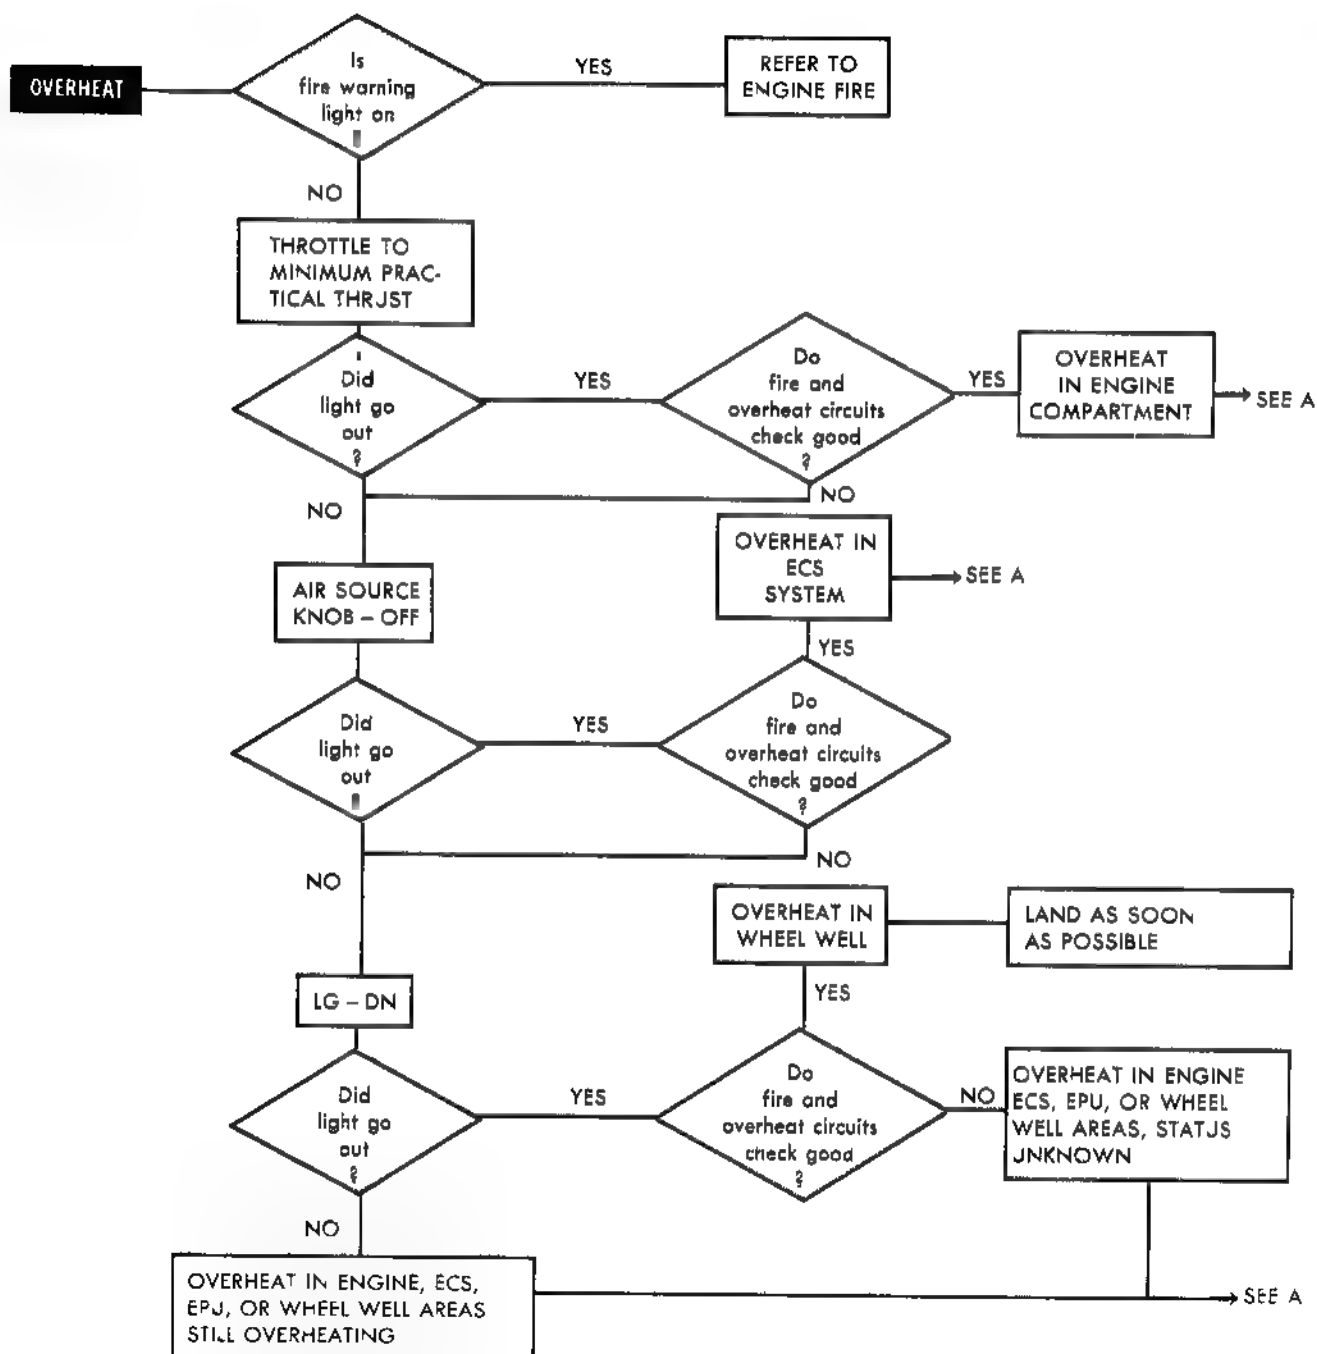 OVERHEAT
Is
fire warning
light on
YES
REFER TO
ENGINE FIRE
NO
THROTTLE TO
MINIMUM PRAC-
TICAL THRJST
Did
light go
out
?
YES
Do
fire and
overheat circuits
check good
?
YES
OVERHEAT
IN ENGINE
COMPARTMENT
SEE A
NO
NO
AIR SOURCE
KNOB – OFF
OVERHEAT IN
ECS
SYSTEM
SEE A
YES
Did
light go
out
YES
Do
fire and
overheat circuits
check good
?
NO
NO
LG – DN
OVERHEAT IN
WHEEL WELL
LAND AS SOON
AS POSSIBLE
YES
Did
light go
out
?
YES
Do
fire and
overheat circuits
check good
?
NO
OVERHEAT IN ENGINE
ECS, EPU, OR WHEEL
WELL AREAS, STATJS
JNKNOWN
NO
OVERHEAT IN ENGINE, ECS,
EPJ, OR WHEEL WELL AREAS
STILL OVERHEATING
SEE A